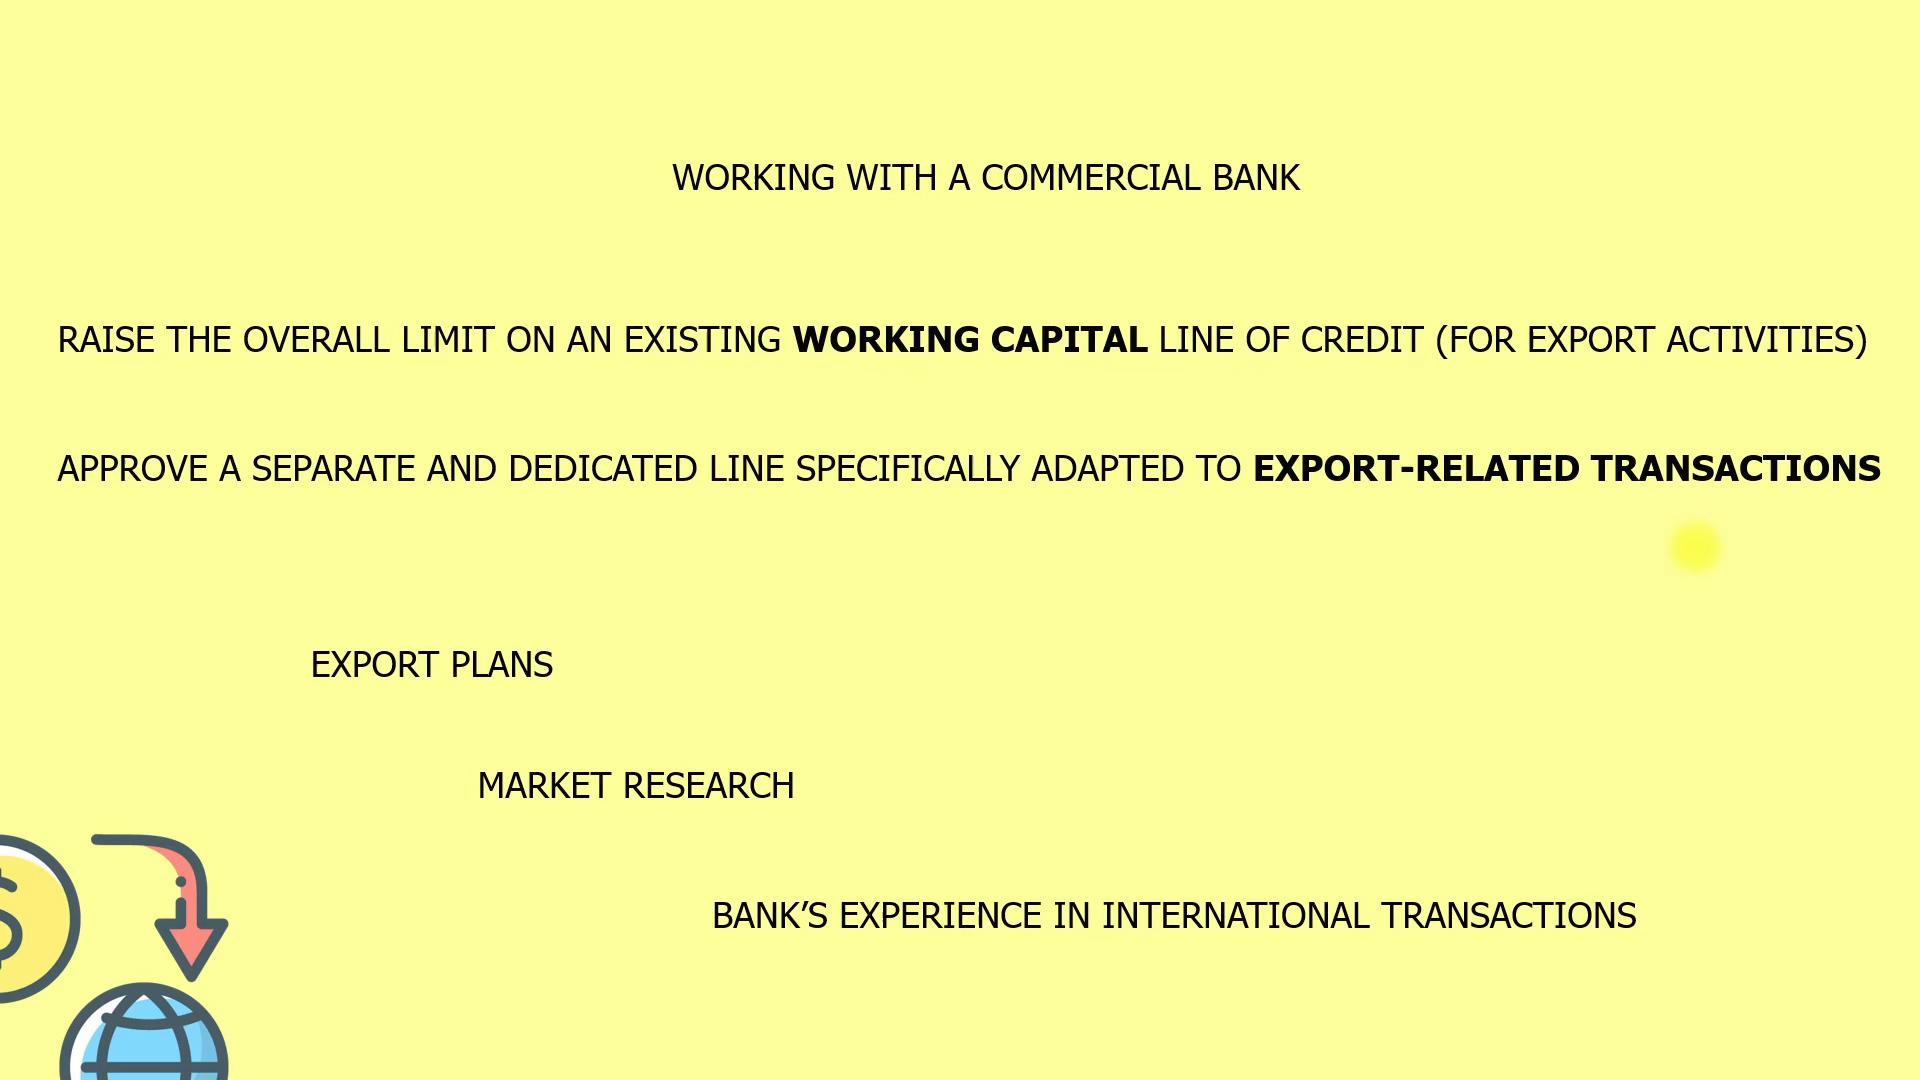 WORKING WITH A COMMERCIAL BANK
RAISE THE OVERALL LIMIT ON AN EXISTING WORKING CAPITAL LINE OF CREDIT (FOR EXPORT ACTIVITIES)
APPROVE A SEPARATE AND DEDICATED LINE SPECIFICALLY ADAPTED TO EXPORT-RELATED TRANSACTIONS
EXPORT PLANS
MARKET RESEARCH
BANK’S EXPERIENCE IN INTERNATIONAL TRANSACTIONS
$